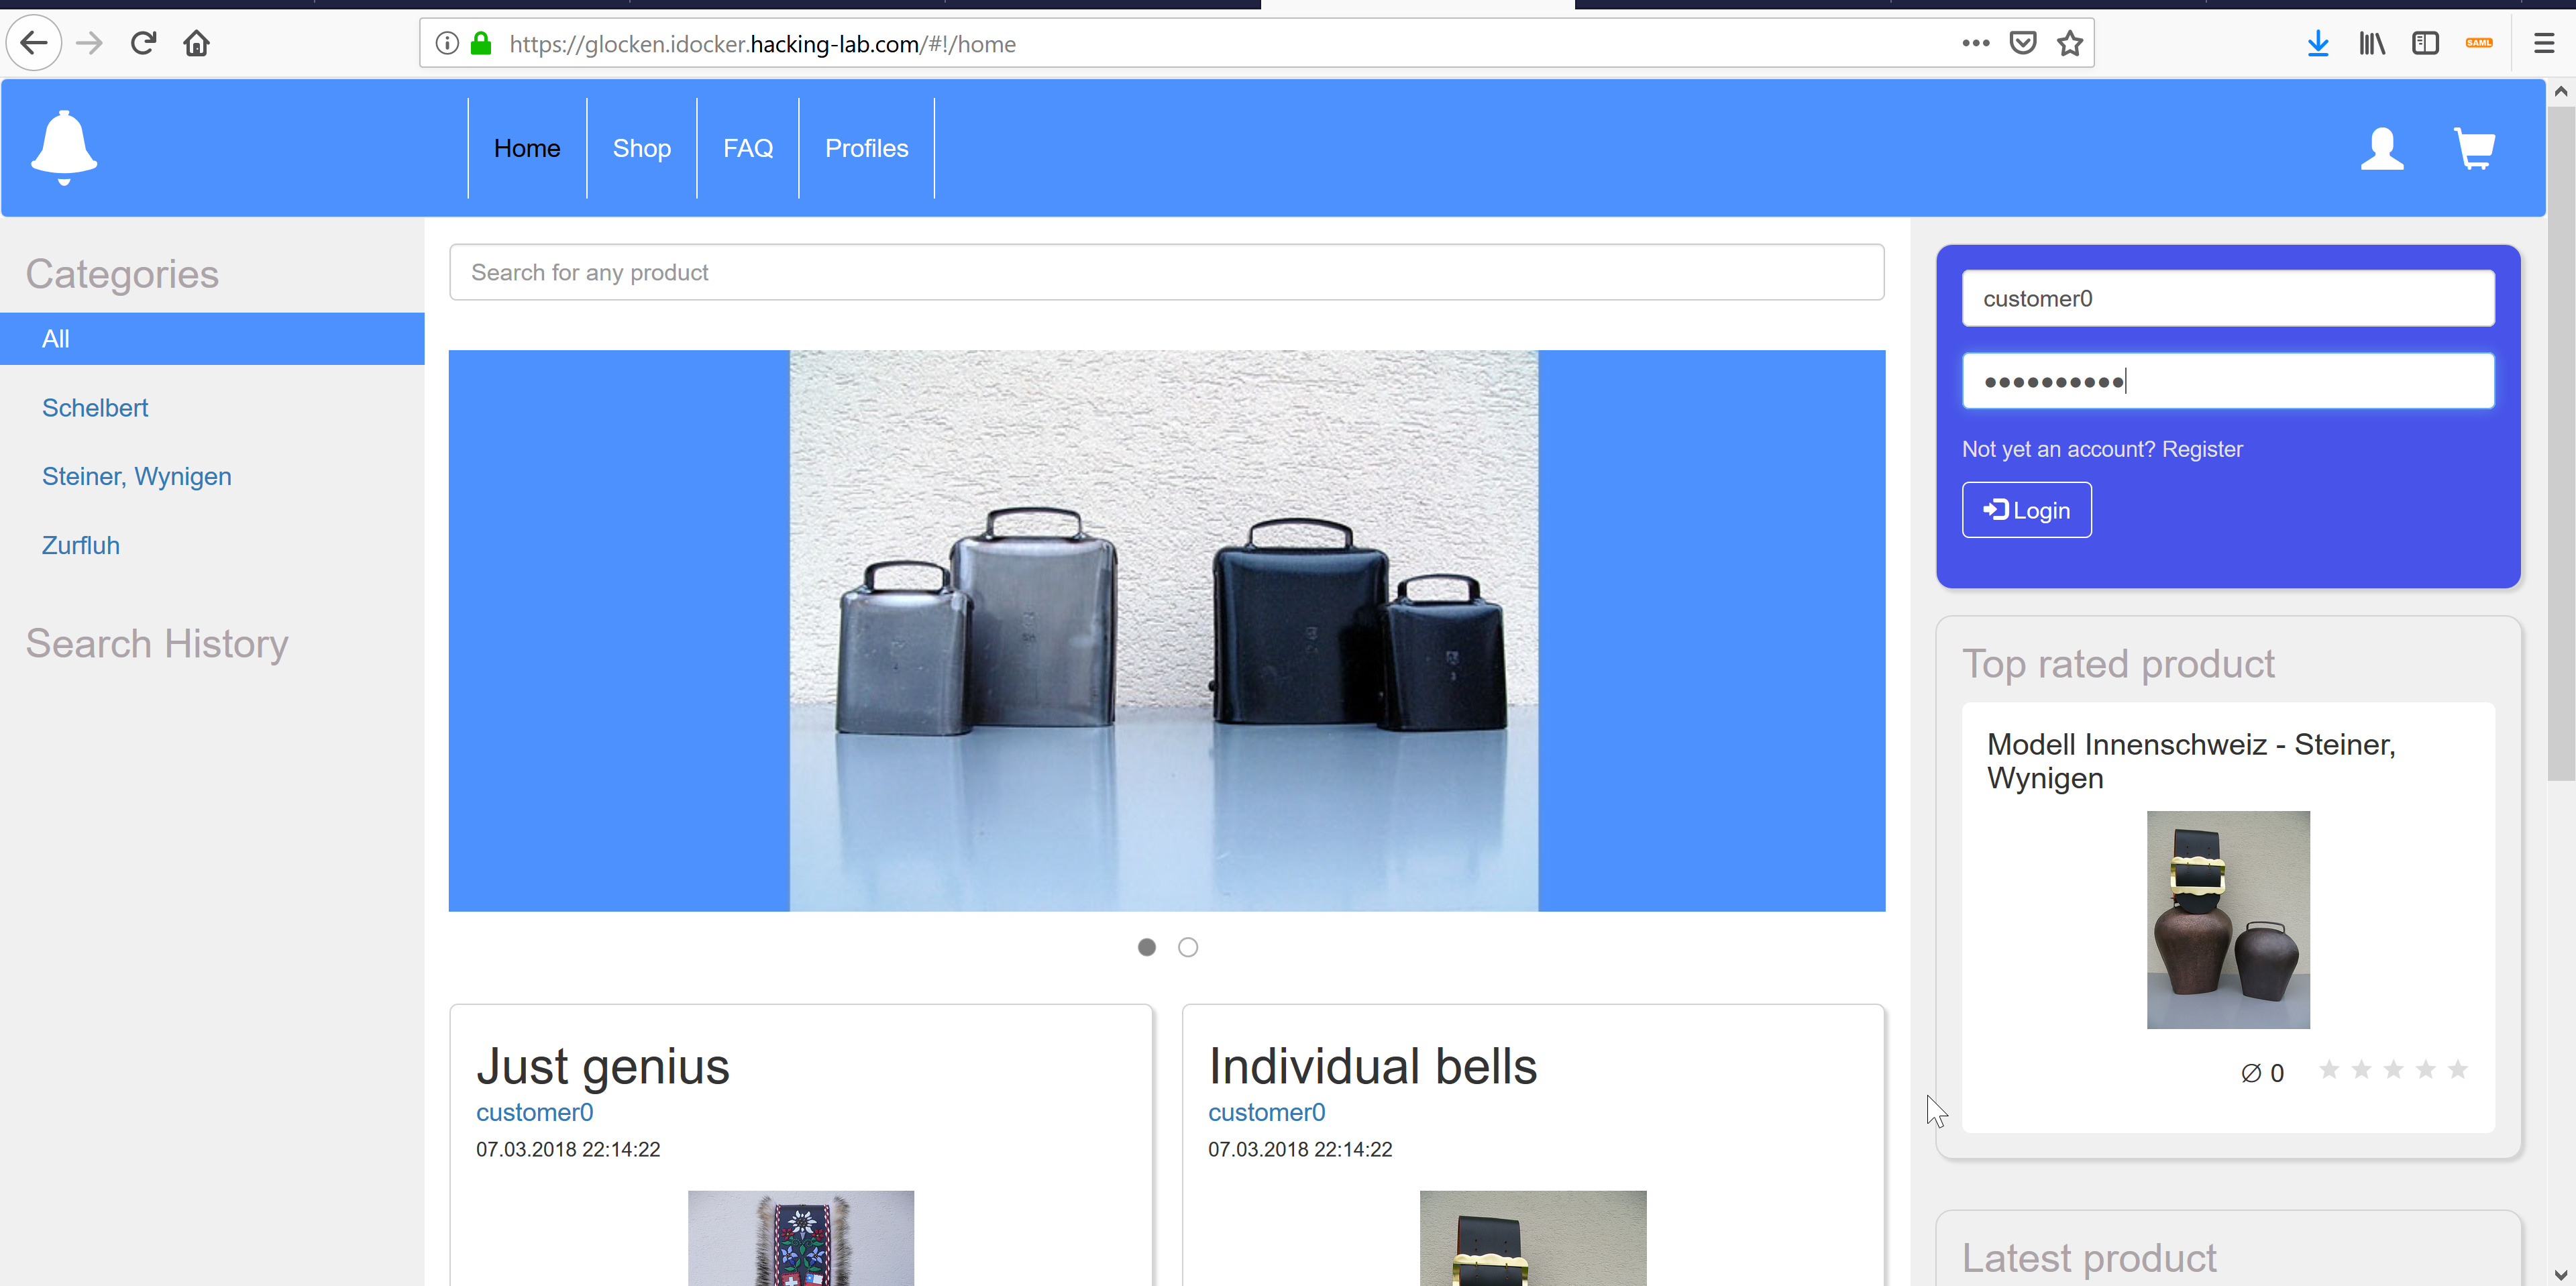 https://glocken.idocker.hacking-lab.com/#!/home
SAML
Home
Shop
FAQ
Profiles
Categories
All
Schelbert
Steiner, Wynigen
Zurfluh
Search History
Search for any product
Just genius
customer0
07.03.2018 22:14:22
Individual bells
customer0
07.03.2018 22:14:22
customer0
●●●●●●●●●●
Not yet an account? Register
Login
Top rated product
Modell Innenschweiz - Steiner,
Wynigen
∅ 0
Latest product